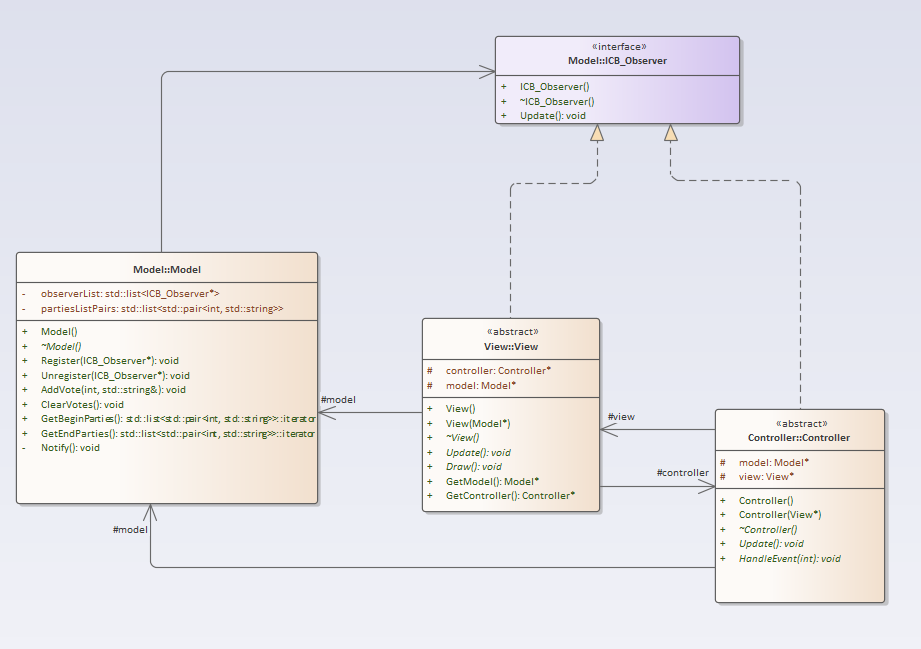 «interface»
Model::ICB_Observer
+ ICB_Observer()
+ ~ICB_Observer()
+ Update(): void
Model::Model
- observerList: std::list<ICB_Observer*>
- partiesListPairs: std::list<std::pair<int, std::string>>
+ Model()
+ ~Model()
+ Register(ICB_Observer*): void
+ Unregister(ICB_Observer*): void
+ AddVote(int, std::string&): void
+ ClearVotes(): void
+ GetBeginParties(): std::list<std::pair<int, std::string>>::iterator
+ GetEndParties(): std::list<std::pair<int, std::string>>::iterator
- Notify(): void
#model
«abstract»
View::View
# controller: Controller*
# model: Model*
+ View()
+ View(Model*)
+ ~View()
+ Update(): void
+ Draw(): void
+ GetModel(): Model*
+ GetController(): Controller*
#view
#controller
«abstract»
Controller::Controller
# model: Model*
# view: View*
+ Controller()
+ Controller(View*)
+ ~Controller()
+ Update(): void
+ HandleEvent(int): void
#model